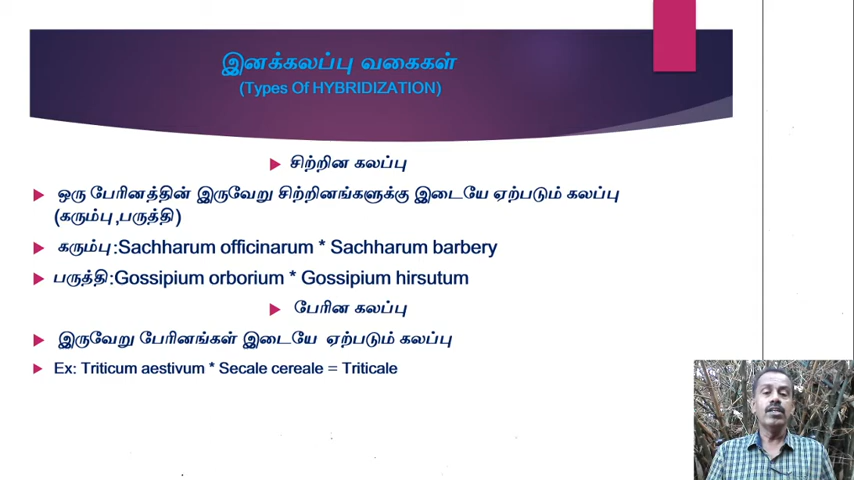 இனக்கலப்பு வகைகள்
(Types Of HYBRIDIZATION)
சிற்றின கலப்பு
ஒரு பேரினத்தின் இருவேறு சிற்றினங்களுக்கு இடையே ஏற்படும் கலப்பு
(கரும்பு,பருத்தி)
கரும்பு:Sachharum officinarum * Sachharum barbery
பருத்தி:Gossipium orborium * Gossipium hirsutum
பேரின கலப்பு
இருவேறு பேரினங்கள் இடையே ஏற்படும் கலப்பு
Ex: Triticum aestivum * Secale cereale = Triticale